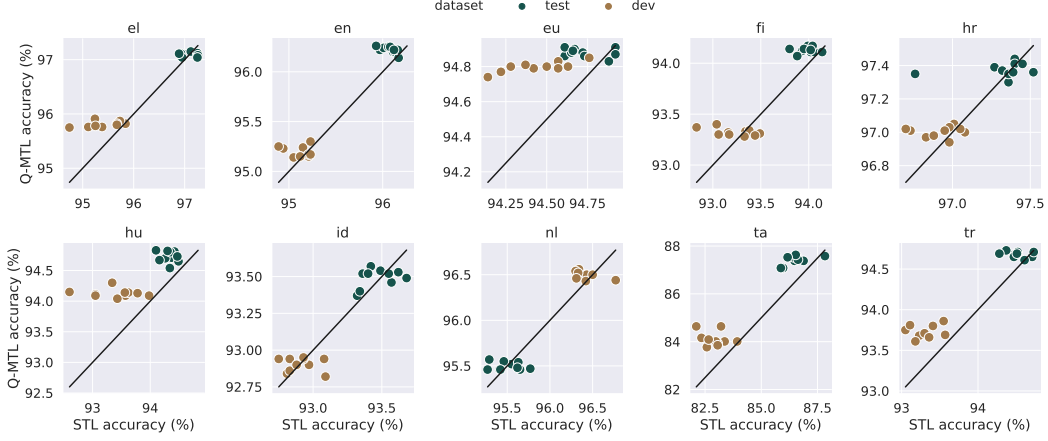 dataset test dev
el en eu fi hr
Q-MTL accuracy (%)
97 96 95
96.0 95.5 95.0
94.8 94.6 94.4 94.2
94.0 93.5 93.0
97.4 97.2 97.0 96.8
95 96 97
95 96
94.25 94.50 94.75
93.0 93.5 94.0
97.0 97.5
hu id nl ta tr
Q-MTL accuracy (%)
94.5 94.0 93.5 93.0 92.5
93.50 93.25 93.00 92.75
96.5 96.0 95.5
88 86 84 82
94.5 94.0 93.5 93.0
93 94
93.0 93.5
95.5 96.0 96.5
82.5 85.0 87.5
93 94
STL accuracy (%) STL accuracy (%) STL accuracy (%) STL accuracy (%) STL accuracy (%)